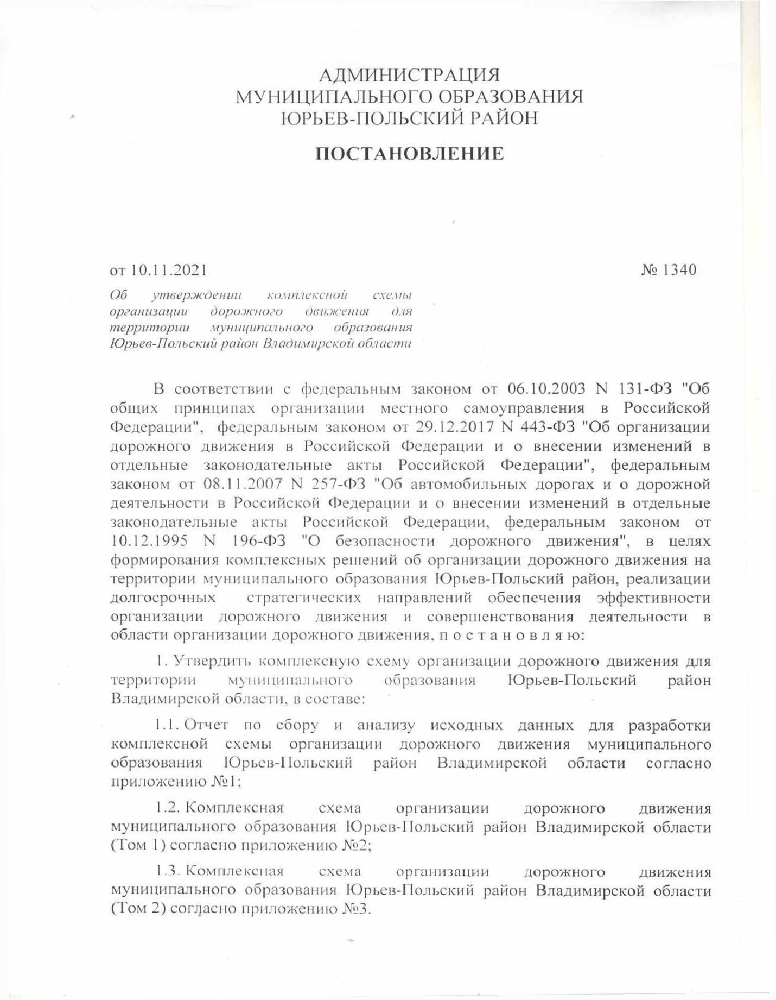 АДМИНИСТРАЦИЯ
МУНИЦИПАЛЬНОГО ОБРАЗОВАНИЯ
ЮРЬЕВ-ПОЛЬСКИЙ РАЙОН
ПОСТАНОВЛЕНИЕ
от 10.11.2021 № 1340
Об утверждении комплексной схемы
организации дорожного движения для
территории муниципального образования
Юрьев-Польский район Владимирской области
В соответствии с федеральным законом от 06.10.2003 N 131-ФЗ "Об
общих принципах организации местного самоуправления в Российской
Федерации", федеральным законом от 29.12.2017 N 443-ФЗ "Об организации
дорожного движения в Российской Федерации и о внесении изменений в
отдельные законодательные акты Российской Федерации", федеральным
законом от 08.11.2007 N 257-ФЗ "Об автомобильных дорогах и о дорожной
деятельности в Российской Федерации и о внесении изменений в отдельные
законодательные акты Российской Федерации, федеральным законом от
10.12.1995 N 196-ФЗ "О безопасности дорожного движения", в целях
формирования комплексных решений об организации дорожного движения на
территории муниципального образования Юрьев-Польский район, реализации
долгосрочных стратегических направлений обеспечения эффективности
организации дорожного движения и совершенствования деятельности в
области организации дорожного движения, п о с т а н о в л я ю:
1. Утвердить комплексную схему организации дорожного движения для
территории муниципального образования Юрьев-Польский район
Владимирской области, в составе:
1.1. Отчет по сбору и анализу исходных данных для разработки
комплексной схемы организации дорожного движения муниципального
образования Юрьев-Польский район Владимирской области согласно
приложению №1;
1.2. Комплексная схема организации дорожного движения
муниципального образования Юрьев-Польский район Владимирской области
(Том 1) согласно приложению №2;
1.3. Комплексная схема организации дорожного движения
муниципального образования Юрьев-Польский район Владимирской области
(Том 2) согласно приложению №3.